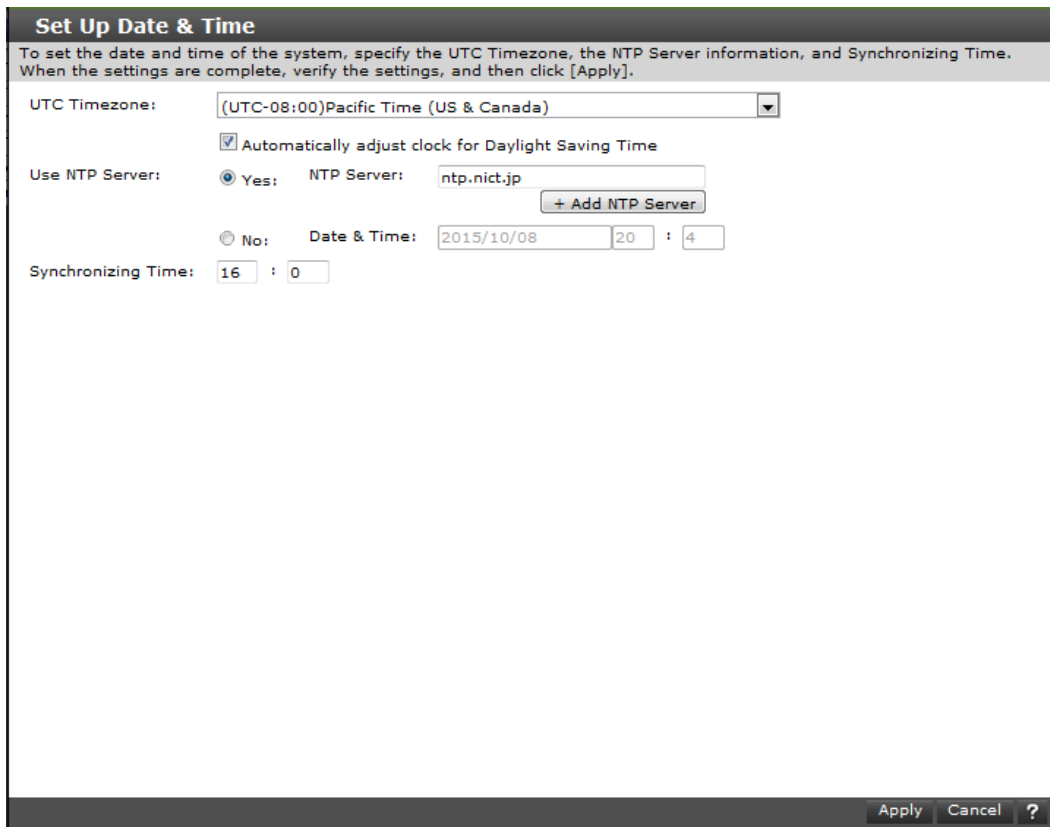 Set Up Date & Time
To set the date and time of the system, specify the UTC Timezone, the NTP Server information, and Synchronizing Time.
When the settings are complete, verify the settings, and then click [Apply].
UTC Timezone: (UTC-08:00)Pacific Time (US & Canada)
Automatically adjust clock for Daylight Saving Time
Use NTP Server: Yes: NTP Server: ntp.nict.jp
+ Add NTP Server
No: Date & Time: 2015/10/08 20 : 4
Synchronizing Time: 16 : 0
Apply Cancel ?